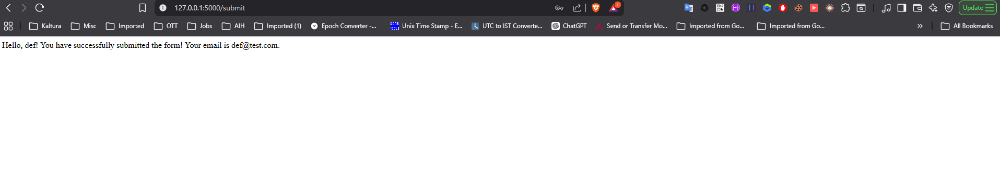 127.0.0.1:5000/submit
1
Update
Kaltura Misc Imported OTT Jobs AIH Imported (1) Epoch Converter -... DANS TOOLS Unix Time Stamp - E... UTC to IST Converte... ChatGPT Send or Transfer Mo... Imported from Go... Imported from Go... » All Bookmarks
Hello, def! You have successfully submitted the form! Your email is def@test.com.